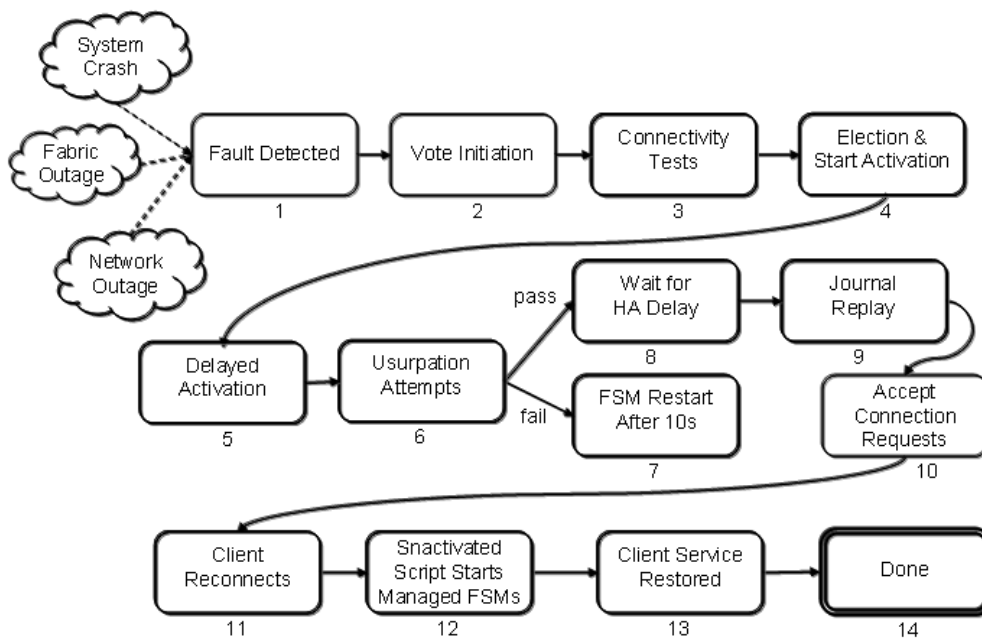 System
Crash
Fabric
Outage
Network
Outage
Fault Detected
1
Vote Initiation
2
Connectivity
Tests
3
Election &
Start Activation
4
Delayed
Activation
5
Usurpation
Attempts
6
pass
fail
Wait for
HA Delay
8
FSM Restart
After 10s
7
Journal
Replay
9
Accept
Connection
Requests
10
Client
Reconnects
11
Snactivated
Script Starts
Managed FSMs
12
Client Service
Restored
13
Done
14